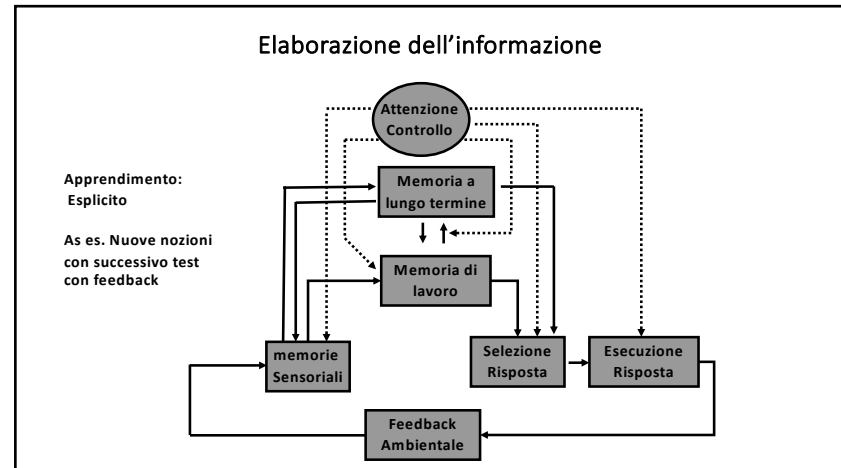 Elaborazione dell'informazione
Attenzione
Controllo
Apprendimento:
Esplicito
As es. Nuove nozioni
con successivo test
con feedback
Memoria a
lungo termine
Memoria di
lavoro
memorie
Sensoriali
Selezione
Risposta
Esecuzione
Risposta
Feedback
Ambientale